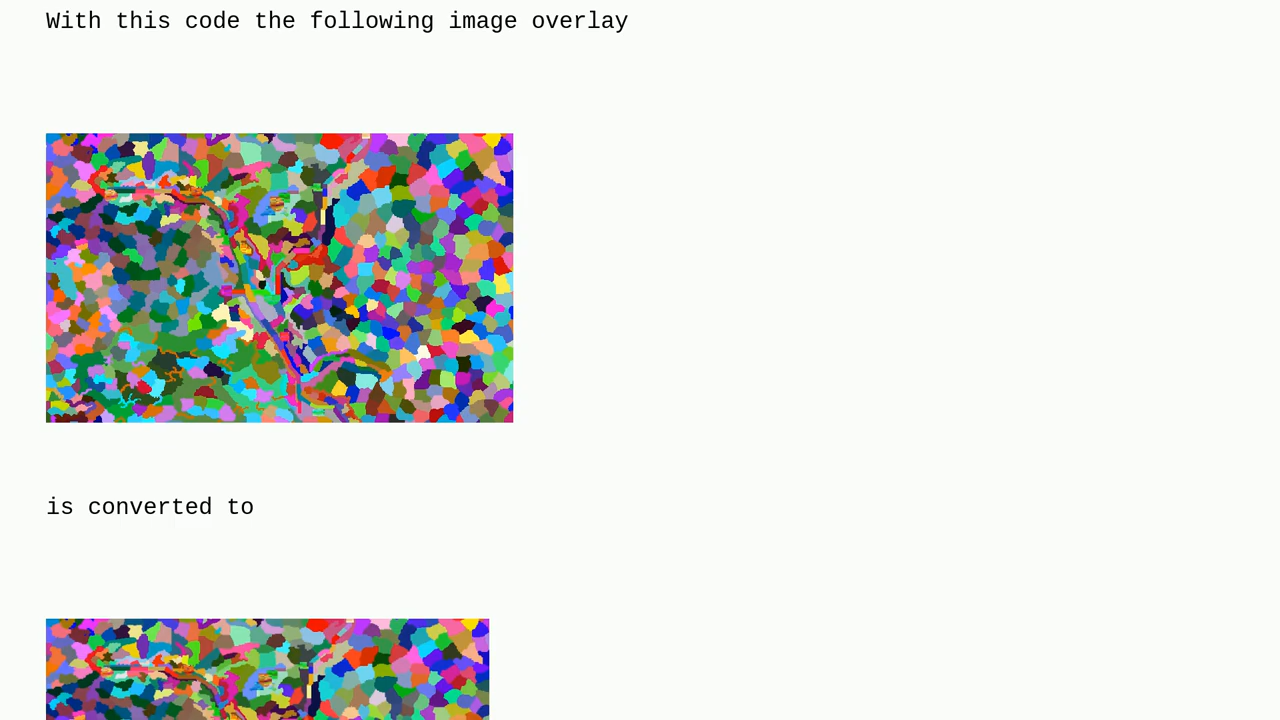 With this code the following image overlay
is converted to